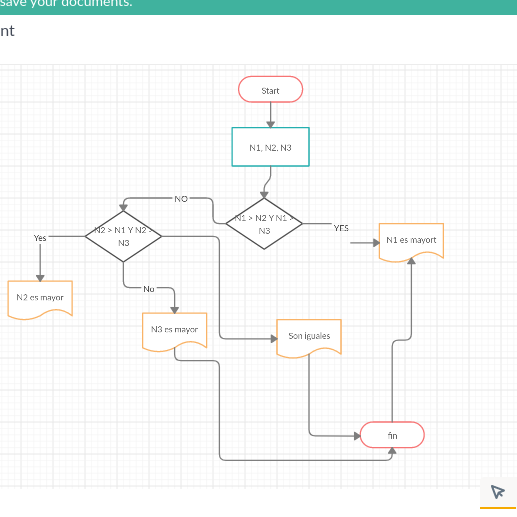 save your documents.
nt
Start
N1, N2, N3
NO
N1 > N2 Y N1 >
N3
YES
N2 > N1 Y N2 >
N3
Yes
N1 es mayort
N2 es mayor
No
N3 es mayor
Son iguales
fin